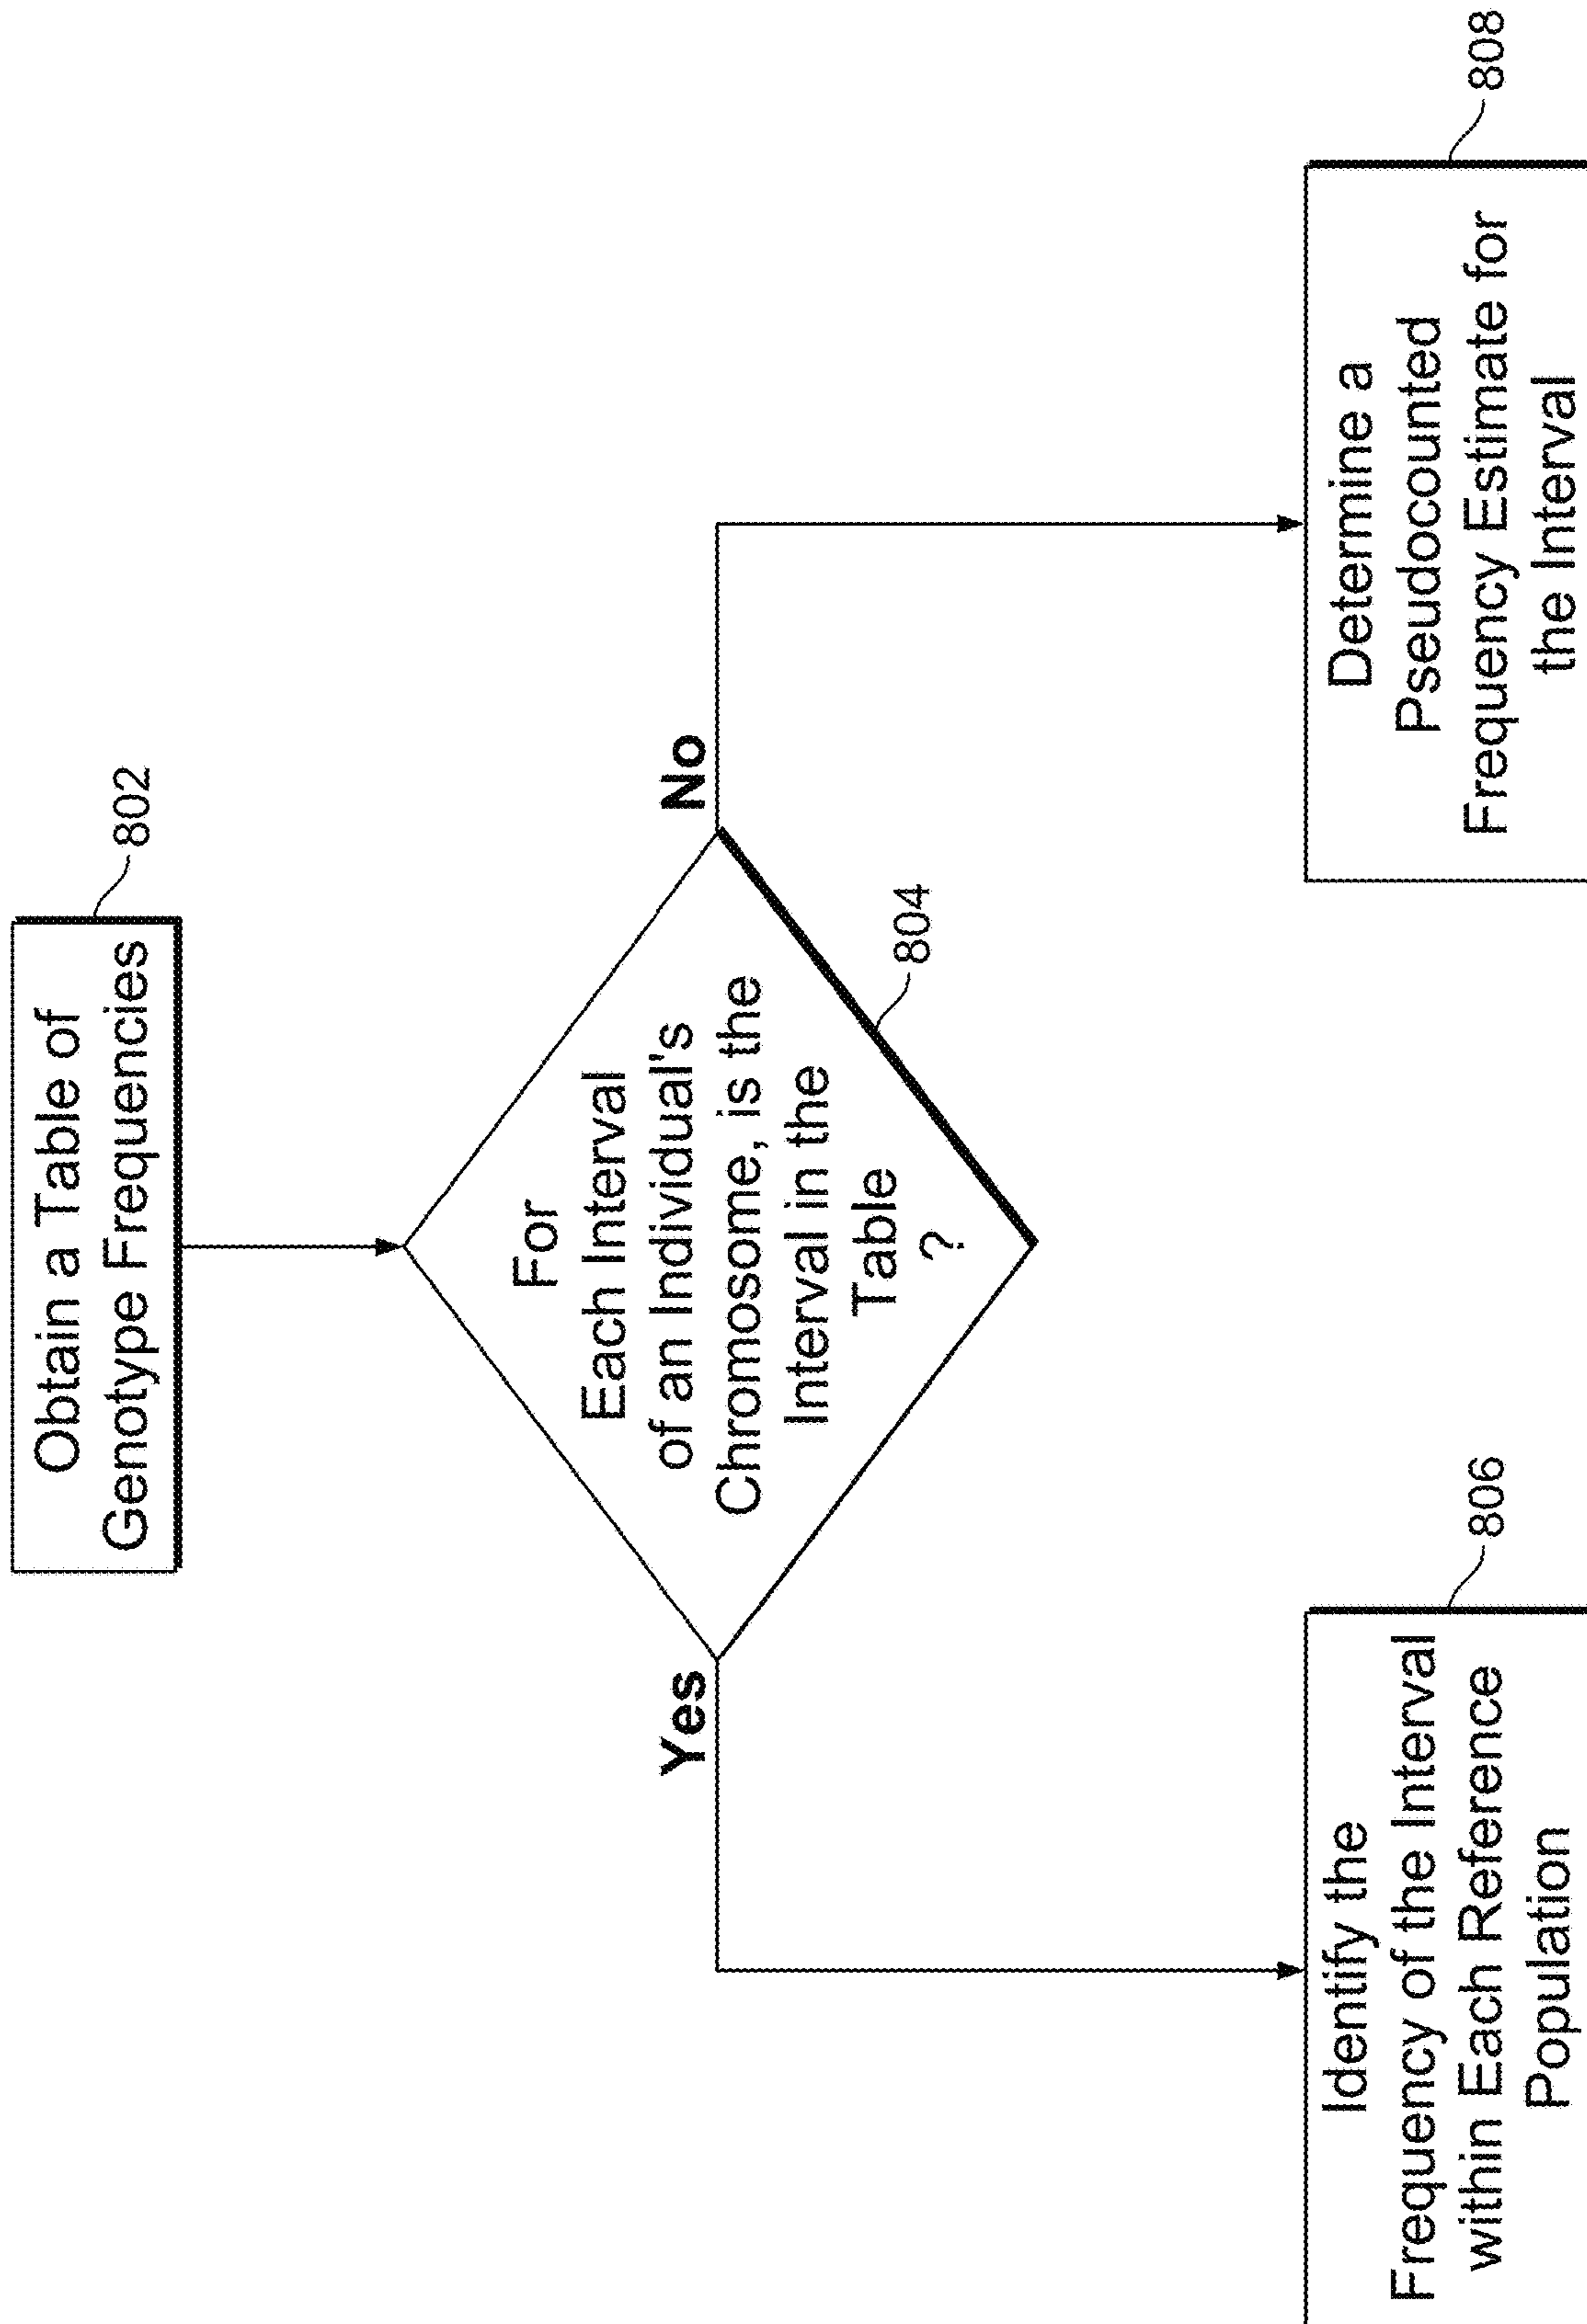 Obtain a Table of
Genotype Frequencies
802
For
Each Interval
of an Individual's
Chromosome, is the
Interval in the
Table
?
804
Yes
No
Identify the
Frequency of the Interval
within Each Reference
Population
806
Determine a
Pseudocounted
Frequency Estimate for
the Interval
808